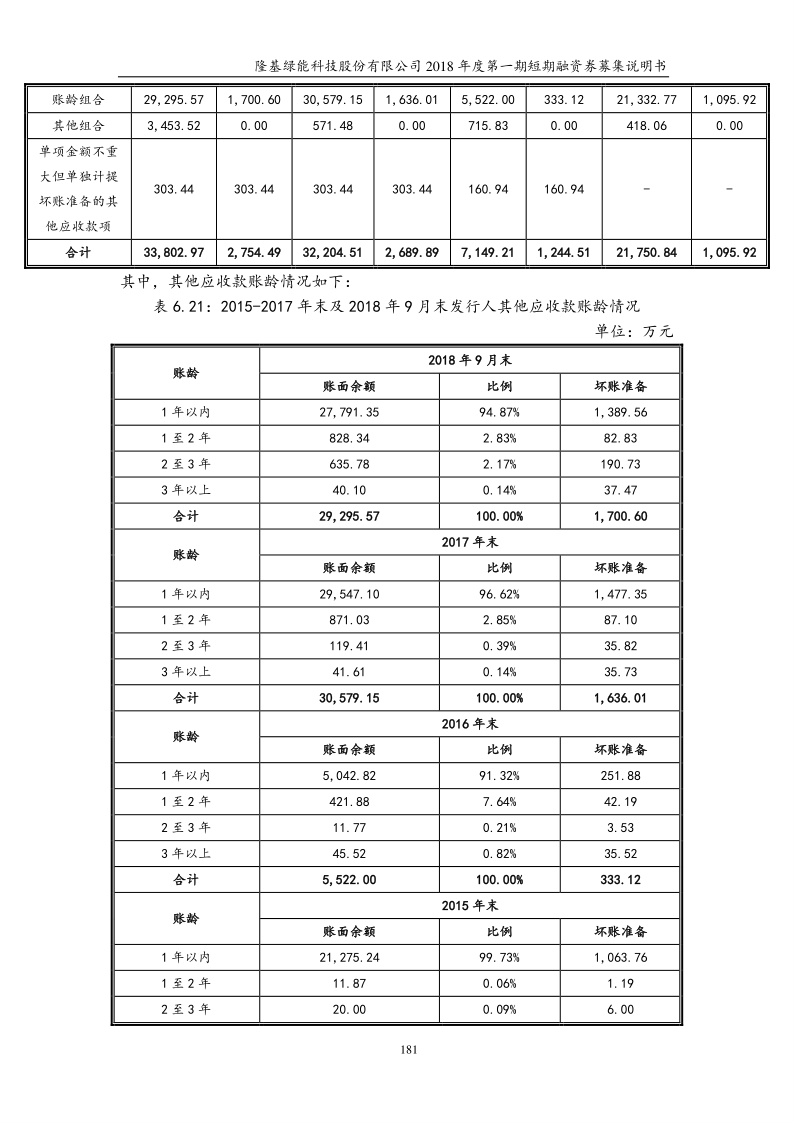 隆基绿能科技股份有限公司 2018 年度第一期短期融资券募集说明书
账龄组合 29,295.57 1,700.60 30,579.15 1,636.01 5,522.00 333.12 21,332.77 1,095.92
其他组合 3,453.52 0.00 571.48 0.00 715.83 0.00 418.06 0.00
单项金额不重
大但单独计提
坏账准备的其
他应收款项
303.44 303.44 303.44 303.44 160.94 160.94 - -
合计 33,802.97 2,754.49 32,204.51 2,689.89 7,149.21 1,244.51 21,750.84 1,095.92
其中，其他应收款账龄情况如下：
表 6.21：2015-2017 年末及 2018 年 9 月末发行人其他应收款账龄情况
单位：万元
账龄 2018 年 9 月末
账面余额 比例 坏账准备
1 年以内 27,791.35 94.87% 1,389.56
1 至 2 年 828.34 2.83% 82.83
2 至 3 年 635.78 2.17% 190.73
3 年以上 40.10 0.14% 37.47
合计 29,295.57 100.00% 1,700.60
账龄 2017 年末
账面余额 比例 坏账准备
1 年以内 29,547.10 96.62% 1,477.35
1 至 2 年 871.03 2.85% 87.10
2 至 3 年 119.41 0.39% 35.82
3 年以上 41.61 0.14% 35.73
合计 30,579.15 100.00% 1,636.01
账龄 2016 年末
账面余额 比例 坏账准备
1 年以内 5,042.82 91.32% 251.88
1 至 2 年 421.88 7.64% 42.19
2 至 3 年 11.77 0.21% 3.53
3 年以上 45.52 0.82% 35.52
合计 5,522.00 100.00% 333.12
账龄 2015 年末
账面余额 比例 坏账准备
1 年以内 21,275.24 99.73% 1,063.76
1 至 2 年 11.87 0.06% 1.19
2 至 3 年 20.00 0.09% 6.00
181